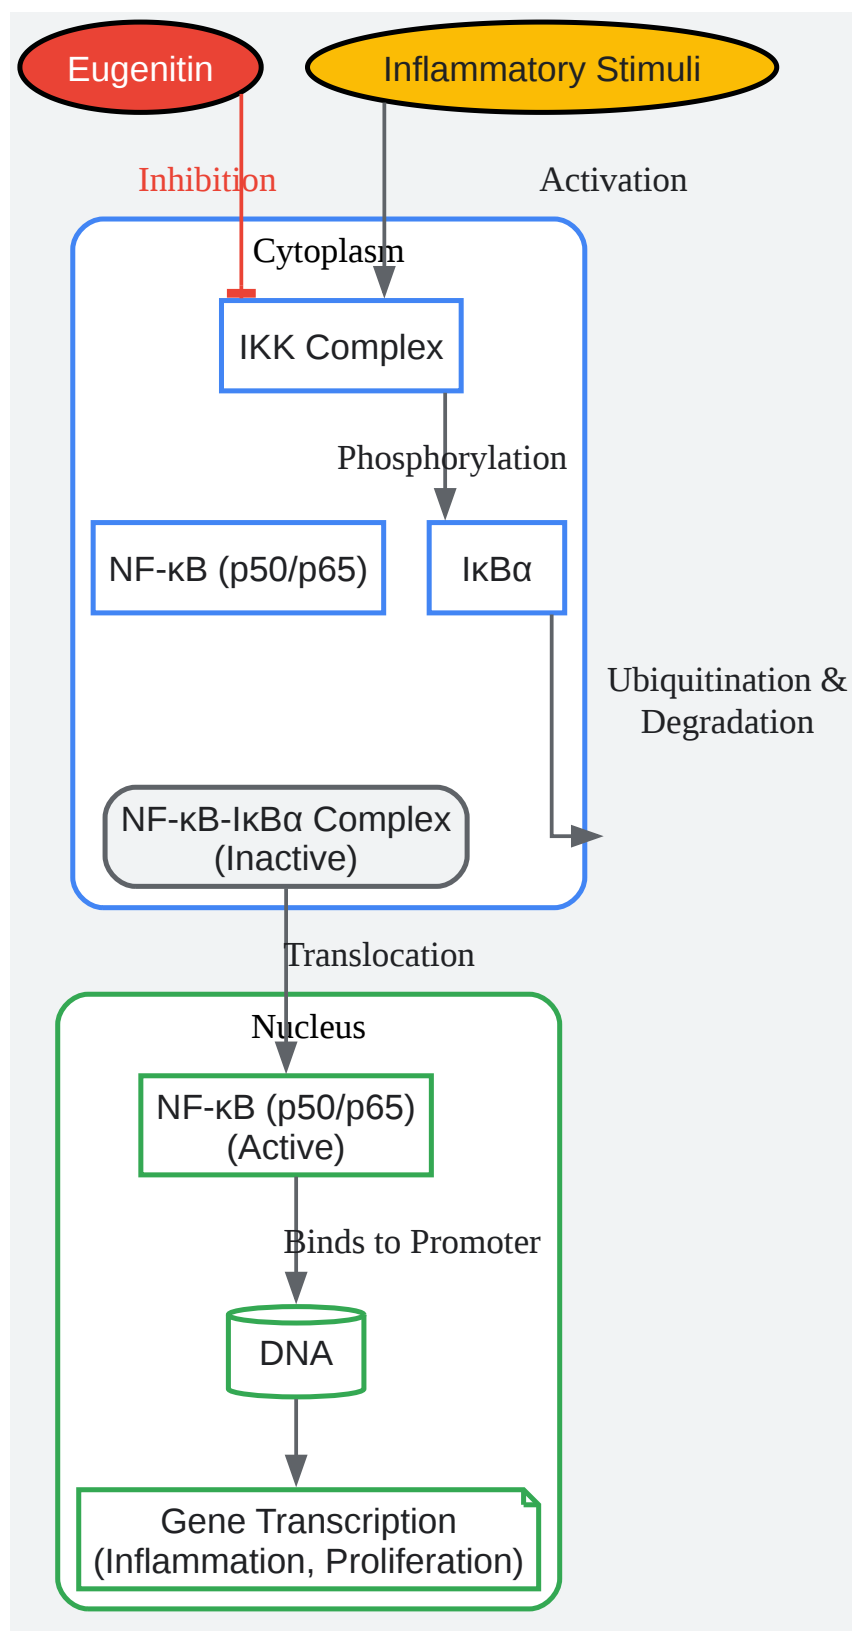 Eugenitin
Inflammatory Stimuli
Inhibition
Activation
Cytoplasm
IKK Complex
Phosphorylation
NF-κB (p50/p65)
IκBα
Ubiquitination &
Degradation
NF-κB-IκBα Complex
(Inactive)
Translocation
Nucleus
NF-κB (p50/p65)
(Active)
Binds to Promoter
DNA
Gene Transcription
(Inflammation, Proliferation)